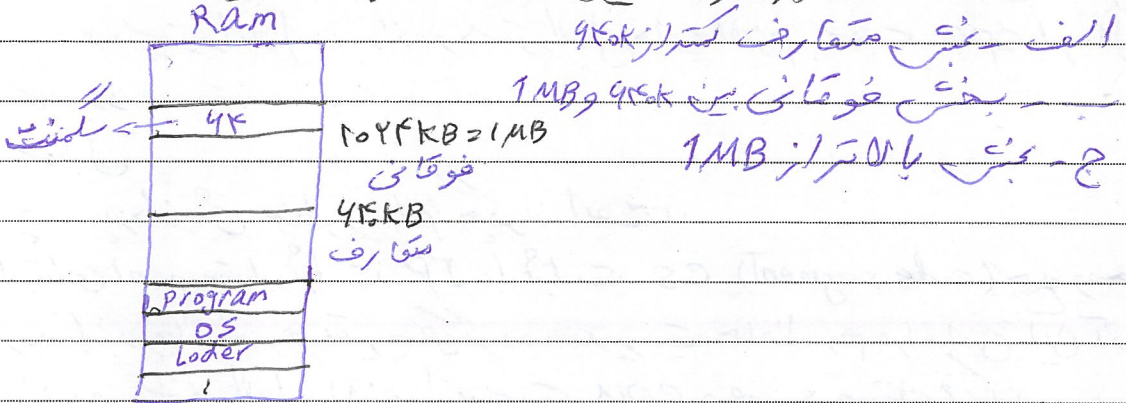 Ram
الف - بخش متعارف کمتر از ۶۴۰k
ب - بخش فوقانی بین ۶۴۰k و 1MB
ج - بخش بالاتر از 1MB
سگمنت ۶۴
۱۰۲۴KB = ۱MB
فوقانی
۶۴۰KB
متعارف
program
OS
Loder